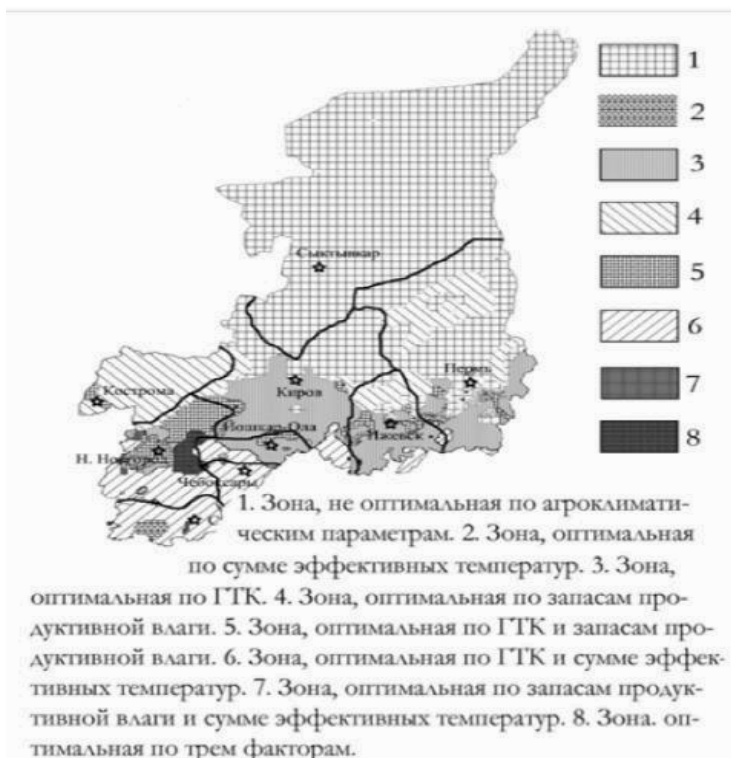 1
2
3
4
5
6
7
8
Сыктывкар
Пермь
Кострома
Киров
Йошкар-Ола
Ижевск
Н. Новгород
Чебоксары
1. Зона, не оптимальная по агроклимати-
ческим параметрам. 2. Зона, оптимальная
по сумме эффективных температур. 3. Зона,
оптимальная по ГТК. 4. Зона, оптимальная по запасам про-
дуктивной влаги. 5. Зона, оптимальная по ГТК и запасам про-
дуктивной влаги. 6. Зона, оптимальная по ГТК и сумме эффек-
тивных температур. 7. Зона, оптимальная по запасам продук-
тивной влаги и сумме эффективных температур. 8. Зона. оп-
тимальная по трем факторам.